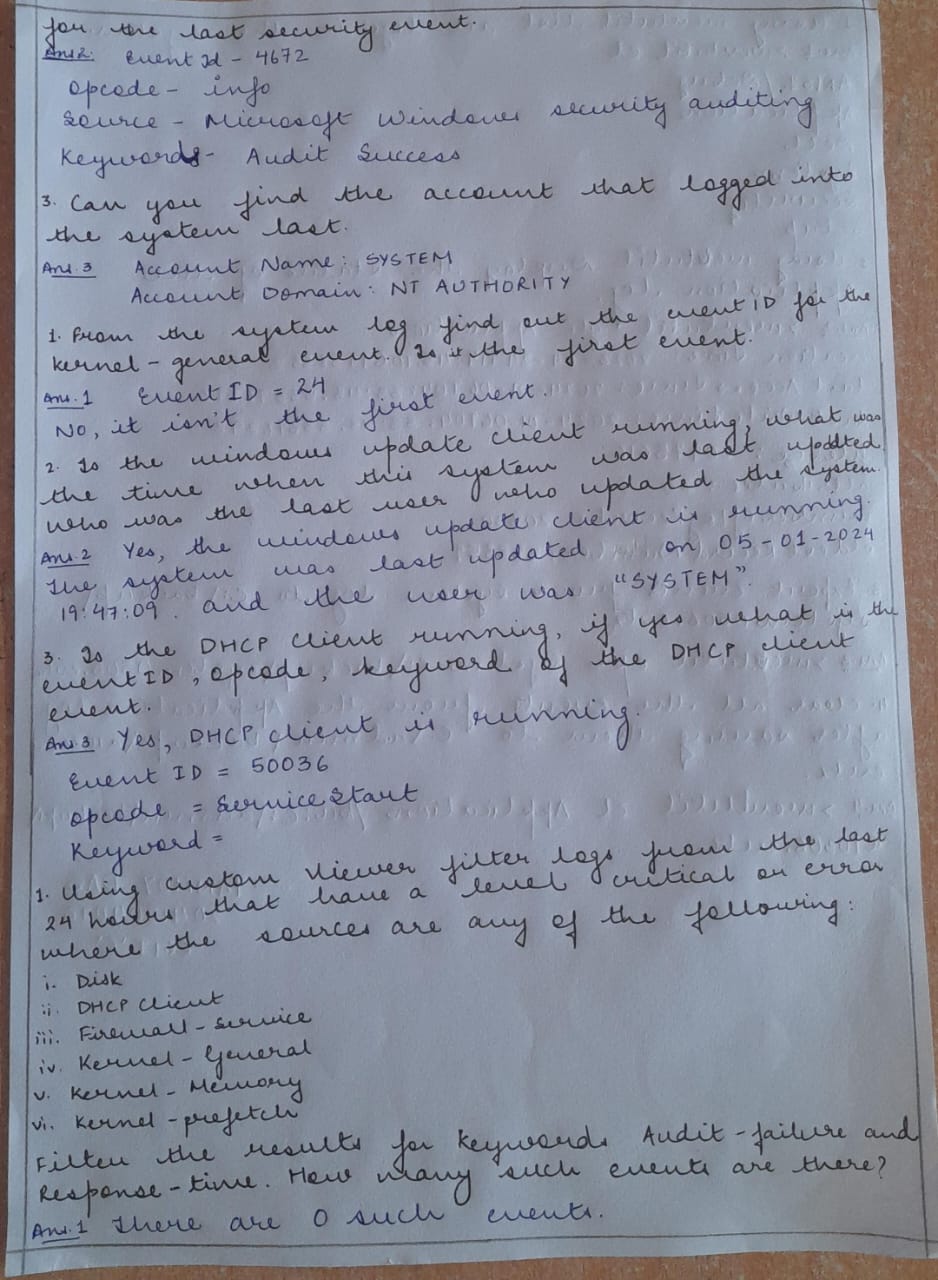 for the last security event.
Ans2. Event Id - 4672
Opcode - info
Source - Microsoft Windows security auditing
Keywords - Audit Success
3. Can you find the account that logged into
the system last.
Ans.3 Account Name: SYSTEM
Account Domain: NT AUTHORITY
1. From the system log find out the event ID for the
kernel-general event. Is it the first event.
Ans.1 Event ID = 24
No, it isn't the first event.
2. Is the windows update client running, what was
the time when this system was last updated
who was the last user who updated the system.
Ans.2 Yes, the windows update client is running.
The system was last updated on 05-01-2024
19:47:09. and the user was "SYSTEM".
3. Is the DHCP client running, if yes what is the
event ID, opcode, keyword of the DHCP client
event.
Ans 3 Yes, DHCP client is running.
Event ID = 50036
opcode = Service Start
Keyword =
1. Using custom viewer filter logs from the last
24 hours that have a level critical or error
where the sources are any of the following:
i. Disk
ii. DHCP Client
iii. Firewall-Service
iv. Kernel-General
v. Kernel-Memory
vi. Kernel-prefetch
Filter the results for keywords Audit-failure and
Response-time. How many such events are there?
Ans.1 There are 0 such events.